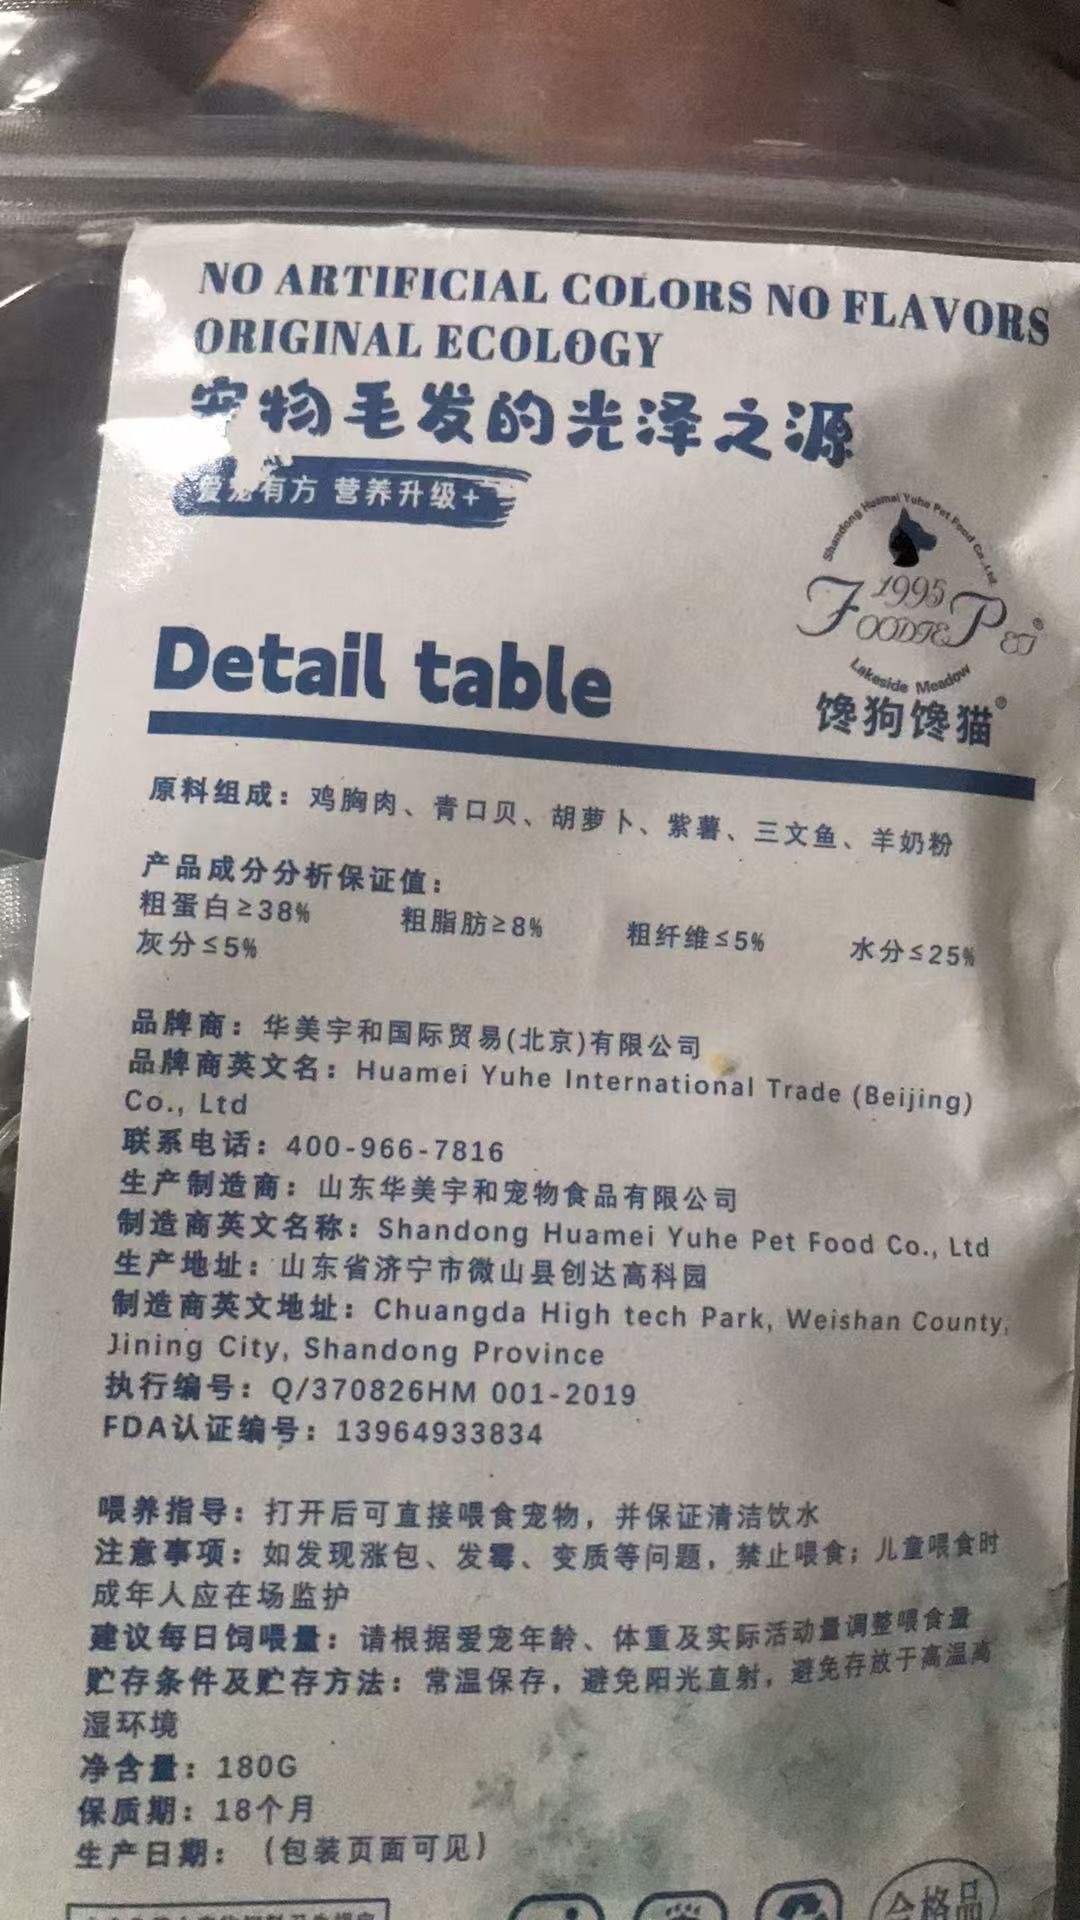 NO ARTIFICIAL COLORS NO FLAVORS
ORIGINAL ECOLOGY
宠物毛发的光泽之源
爱宠有方 营养升级+
Shandong Huamei Yuhe Pet Food Co.,Ltd.
1995
FOODIE PET®
Lakeside Meadow
馋狗馋猫®
Detail table
原料组成：鸡胸肉、青口贝、胡萝卜、紫薯、三文鱼、羊奶粉
产品成分分析保证值：
粗蛋白≥38% 粗脂肪≥8% 粗纤维≤5% 水分≤25%
灰分≤5%
品牌商：华美宇和国际贸易(北京)有限公司
品牌商英文名：Huamei Yuhe International Trade (Beijing)
Co., Ltd
联系电话：400-966-7816
生产制造商：山东华美宇和宠物食品有限公司
制造商英文名称：Shandong Huamei Yuhe Pet Food Co., Ltd
生产地址：山东省济宁市微山县创达高科园
制造商英文地址：Chuangda High tech Park, Weishan County,
Jining City, Shandong Province
执行编号：Q/370826HM 001-2019
FDA认证编号：13964933834
喂养指导：打开后可直接喂食宠物，并保证清洁饮水
注意事项：如发现涨包、发霉、变质等问题，禁止喂食；儿童喂食时
成年人应在场监护
建议每日饲喂量：请根据爱宠年龄、体重及实际活动量调整喂食量
贮存条件及贮存方法：常温保存，避免阳光直射，避免存放于高温高
湿环境
净含量：180G
保质期：18个月
生产日期：（包装页面可见）
合格品